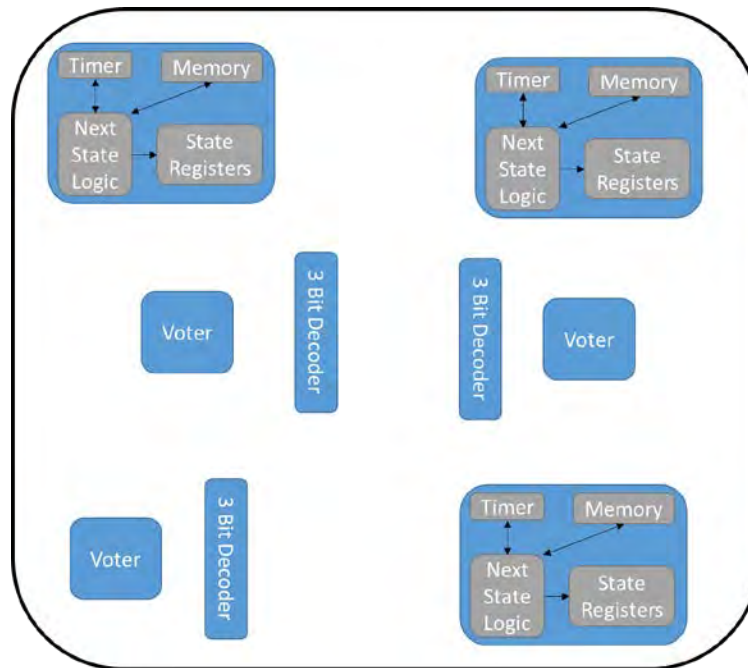 Timer
Memory
Next
State
Logic
State
Registers
Timer
Memory
Next
State
Logic
State
Registers
Voter
3 Bit Decoder
3 Bit Decoder
Voter
Voter
3 Bit Decoder
Timer
Memory
Next
State
Logic
State
Registers